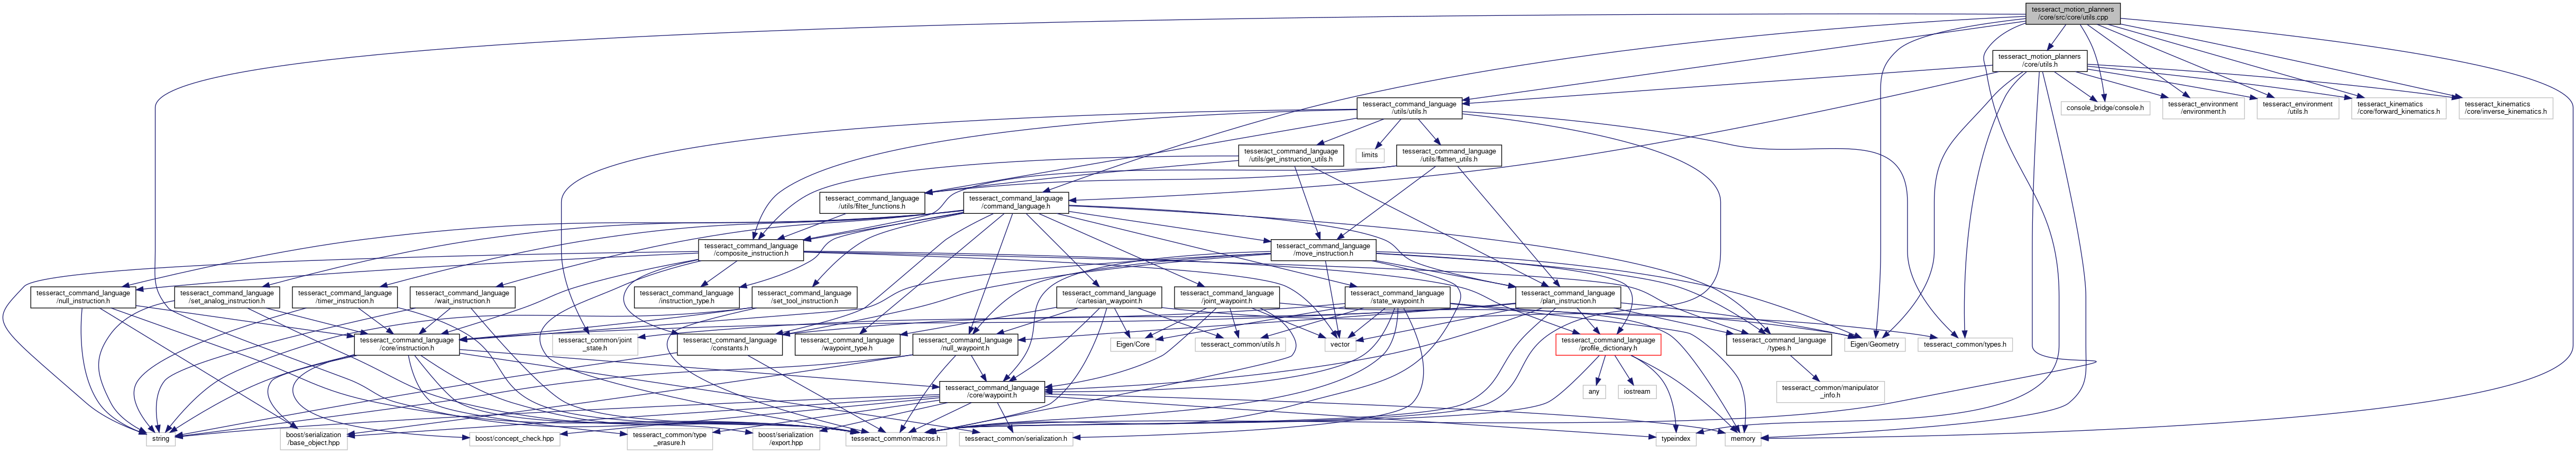 tesseract_motion_planners
/core/src/core/utils.cpp
tesseract_motion_planners
/core/utils.h
tesseract_command_language
/utils/utils.h
console_bridge/console.h
tesseract_environment
/environment.h
tesseract_environment
/utils.h
tesseract_kinematics
/core/forward_kinematics.h
tesseract_kinematics
/core/inverse_kinematics.h
tesseract_command_language
/utils/get_instruction_utils.h
limits
tesseract_command_language
/utils/flatten_utils.h
tesseract_command_language
/utils/filter_functions.h
tesseract_command_language
/command_language.h
tesseract_command_language
/composite_instruction.h
tesseract_command_language
/move_instruction.h
tesseract_command_language
/null_instruction.h
tesseract_command_language
/set_analog_instruction.h
tesseract_command_language
/timer_instruction.h
tesseract_command_language
/wait_instruction.h
tesseract_command_language
/instruction_type.h
tesseract_command_language
/set_tool_instruction.h
tesseract_command_language
/cartesian_waypoint.h
tesseract_command_language
/joint_waypoint.h
tesseract_command_language
/state_waypoint.h
tesseract_command_language
/plan_instruction.h
tesseract_command_language
/core/instruction.h
tesseract_common/joint
_state.h
tesseract_command_language
/constants.h
tesseract_command_language
/waypoint_type.h
tesseract_command_language
/null_waypoint.h
Eigen/Core
tesseract_common/utils.h
vector
tesseract_command_language
/profile_dictionary.h
tesseract_command_language
/types.h
Eigen/Geometry
tesseract_common/types.h
tesseract_command_language
/core/waypoint.h
any
iostream
tesseract_common/manipulator
_info.h
string
boost/serialization
/base_object.hpp
boost/concept_check.hpp
tesseract_common/type
_erasure.h
boost/serialization
/export.hpp
tesseract_common/macros.h
tesseract_common/serialization.h
typeindex
memory